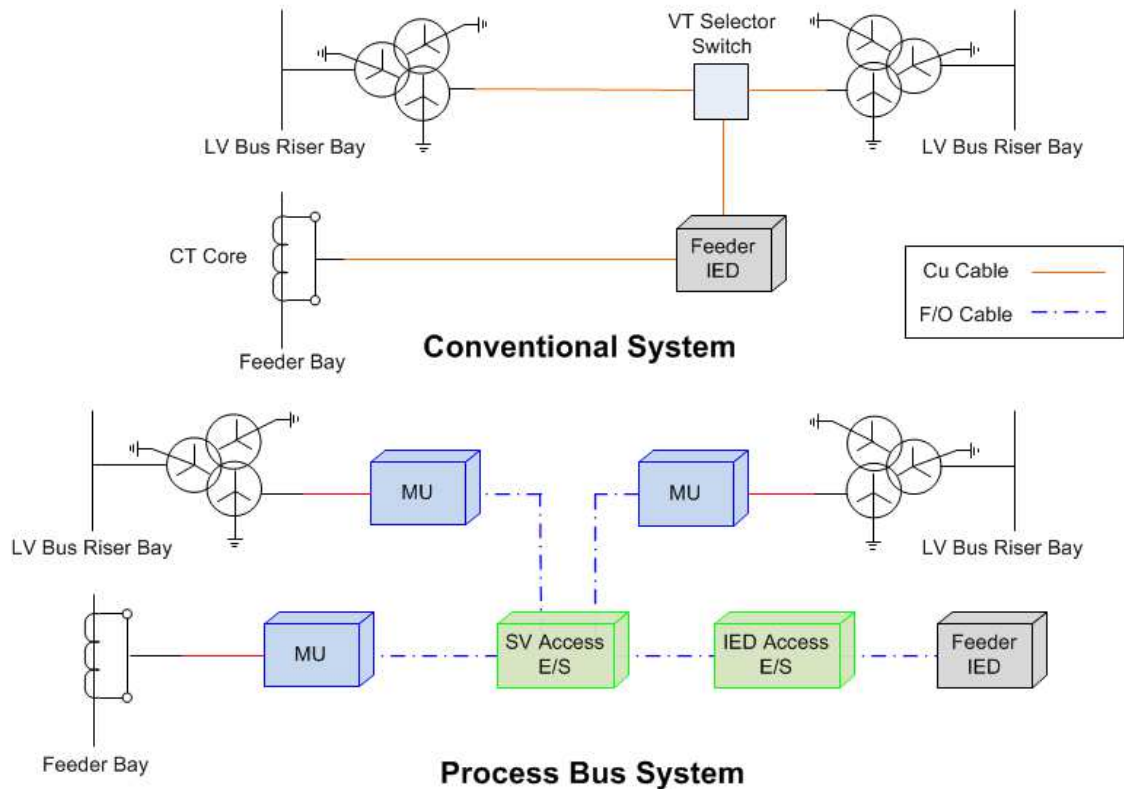 VT Selector
Switch
LV Bus Riser Bay
LV Bus Riser Bay
CT Core
Feeder
IED
Feeder Bay
Cu Cable
F/O Cable
Conventional System
MU
MU
LV Bus Riser Bay
LV Bus Riser Bay
MU
SV Access
E/S
IED Access
E/S
Feeder
IED
Feeder Bay
Process Bus System